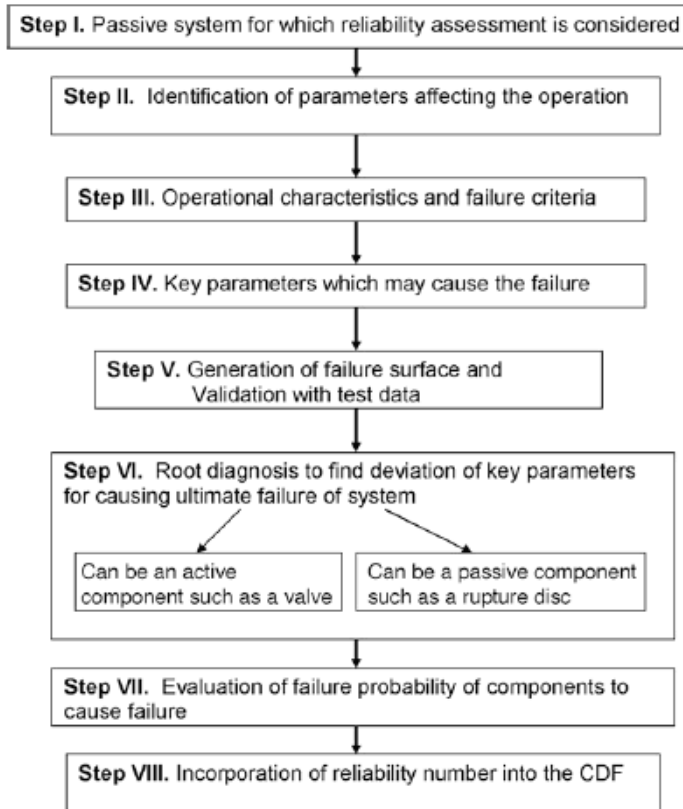 Step I. Passive system for which reliability assessment is considered
Step II. Identification of parameters affecting the operation
Step III. Operational characteristics and failure criteria
Step IV. Key parameters which may cause the failure
Step V. Generation of failure surface and
Validation with test data
Step VI. Root diagnosis to find deviation of key parameters
for causing ultimate failure of system
Can be an active
component such as a valve
Can be a passive component
such as a rupture disc
Step VII. Evaluation of failure probability of components to
cause failure
Step VIII. Incorporation of reliability number into the CDF